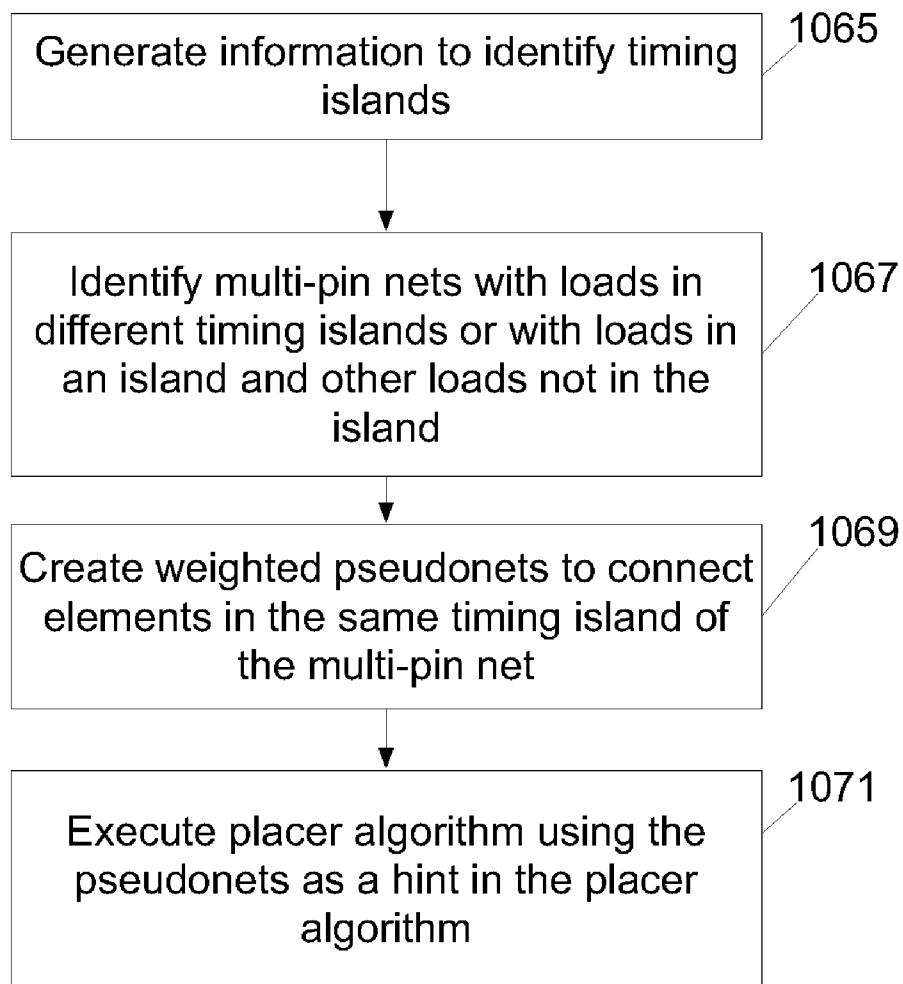 1065
Generate information to identify timing
islands
1067
Identify multi-pin nets with loads in
different timing islands or with loads in
an island and other loads not in the
island
1069
Create weighted pseudonets to connect
elements in the same timing island of
the multi-pin net
1071
Execute placer algorithm using the
pseudonets as a hint in the placer
algorithm